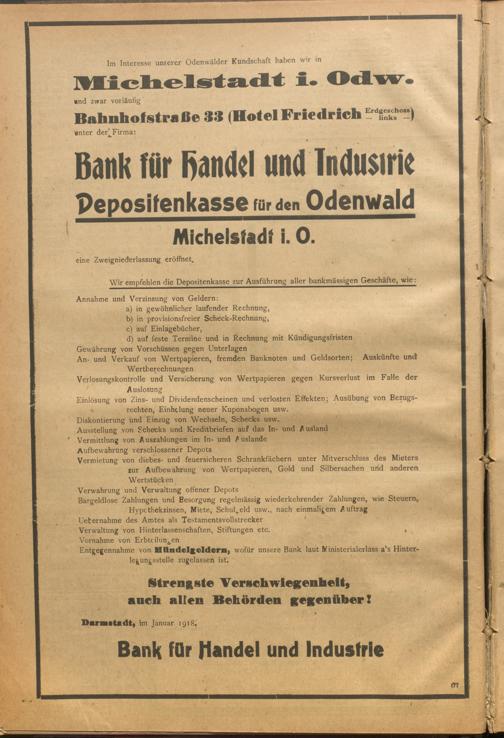 Im Interesse unserer Odenwälder Kundschaft haben wir in
Michelstadt i. Odw.
und zwar vorläufig
Bahnhofstraße 33 (Hotel Friedrich Erdgeschoss links)
unter der Firma:
Bank für Handel und Industrie
Depositenkasse für den Odenwald
Michelstadt i. O.
eine Zweigniederlassung eröffnet.
Wir empfehlen die Depositenkasse zur Ausführung aller bankmässigen Geschäfte, wie:
Annahme und Verzinsung von Geldern:
a) in gewöhnlicher laufender Rechnung,
b) in provisionsfreier Scheck-Rechnung,
c) auf Einlagebücher,
d) auf feste Termine und in Rechnung mit Kündigungsfristen
Gewährung von Vorschüssen gegen Unterlagen
An- und Verkauf von Wertpapieren, fremden Banknoten und Geldsorten; Auskünfte und
Wertberechnungen
Verlosungskontrolle und Versicherung von Wertpapieren gegen Kursverlust im Falle der
Auslosung
Einlösung von Zins- und Dividendenscheinen und verlosten Effekten; Ausübung von Bezugs-
rechten, Einholung neuer Kuponsbogen usw.
Diskontierung und Einzug von Wechseln, Schecks usw.
Ausstellung von Schecks und Kreditbriefen auf das In- und Ausland
Vermittlung von Auszahlungen im In- und Auslande
Aufbewahrung verschlossener Depots
Vermietung von diebes- und feuersicheren Schrankfächern unter Mitverschluss des Mieters
zur Aufbewahrung von Wertpapieren, Gold und Silbersachen und anderen
Wertstücken
Verwahrung und Verwaltung offener Depots
Bargeldlose Zahlungen und Besorgung regelmässig wiederkehrender Zahlungen, wie Steuern,
Hypothekzinsen, Miete, Schulgeld usw., nach einmaligem Auftrag
Uebernahme des Amtes als Testamentsvollstrecker
Verwaltung von Hinterlassenschaften, Stiftungen etc.
Vornahme von Erbteilungen
Entgegennahme von Mündelgeldern, wofür unsere Bank laut Ministerialerlass a's Hinter-
legungsstelle zugelassen ist.
Strengste Verschwiegenheit,
auch allen Behörden gegenüber!
Darmstadt, im Januar 1918.
Bank für Handel und Industrie